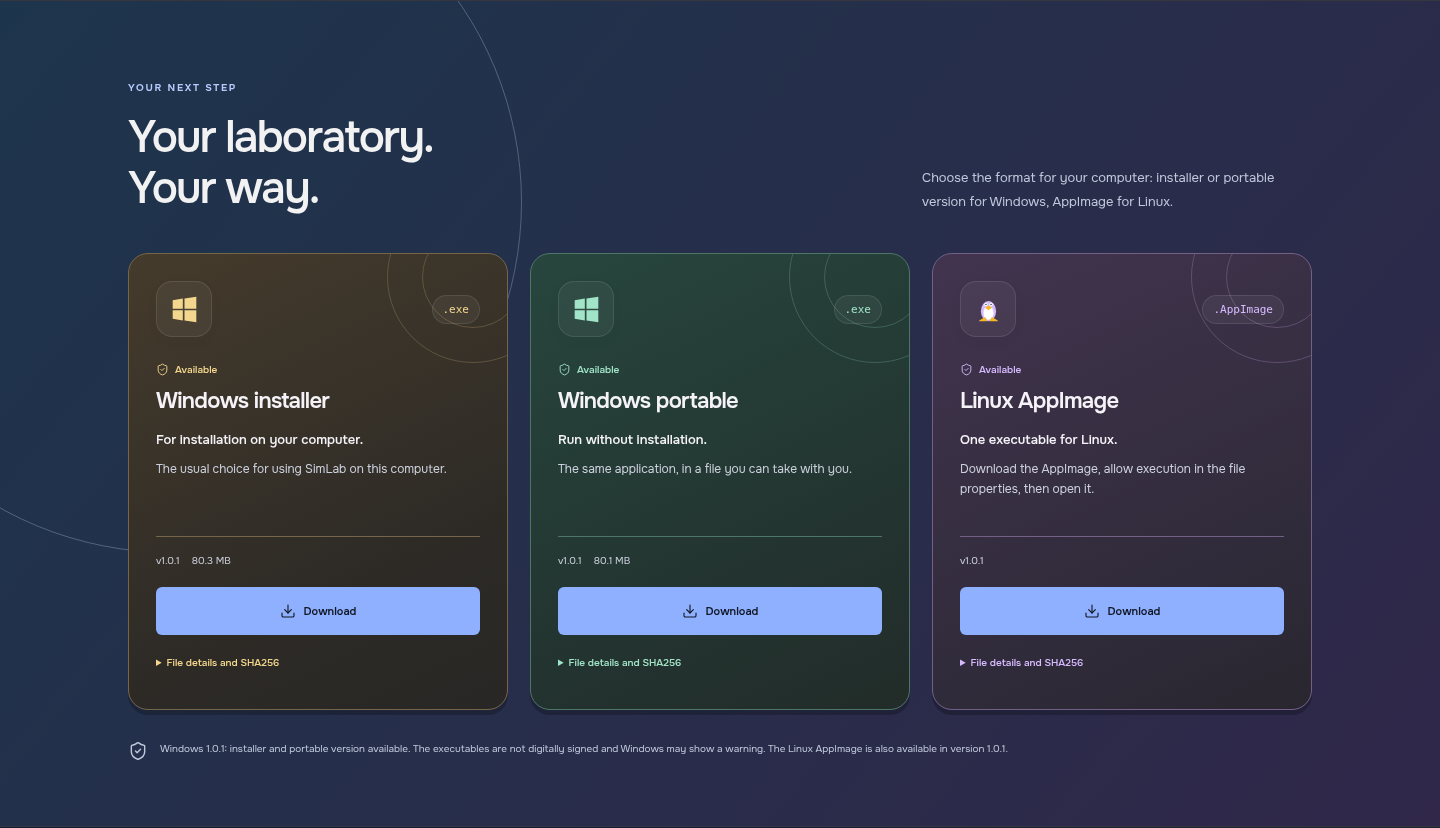 YOUR NEXT STEP
Your laboratory.
Your way.
Choose the format for your computer: installer or portable
version for Windows, AppImage for Linux.
.exe
Available
Windows installer
For installation on your computer.
The usual choice for using SimLab on this computer.
v1.0.1 80.3 MB
Download
File details and SHA256
.exe
Available
Windows portable
Run without installation.
The same application, in a file you can take with you.
v1.0.1 80.1 MB
Download
File details and SHA256
.AppImage
Available
Linux AppImage
One executable for Linux.
Download the AppImage, allow execution in the file
properties, then open it.
v1.0.1
Download
File details and SHA256
Windows 1.0.1: installer and portable version available. The executables are not digitally signed and Windows may show a warning. The Linux AppImage is also available in version 1.0.1.